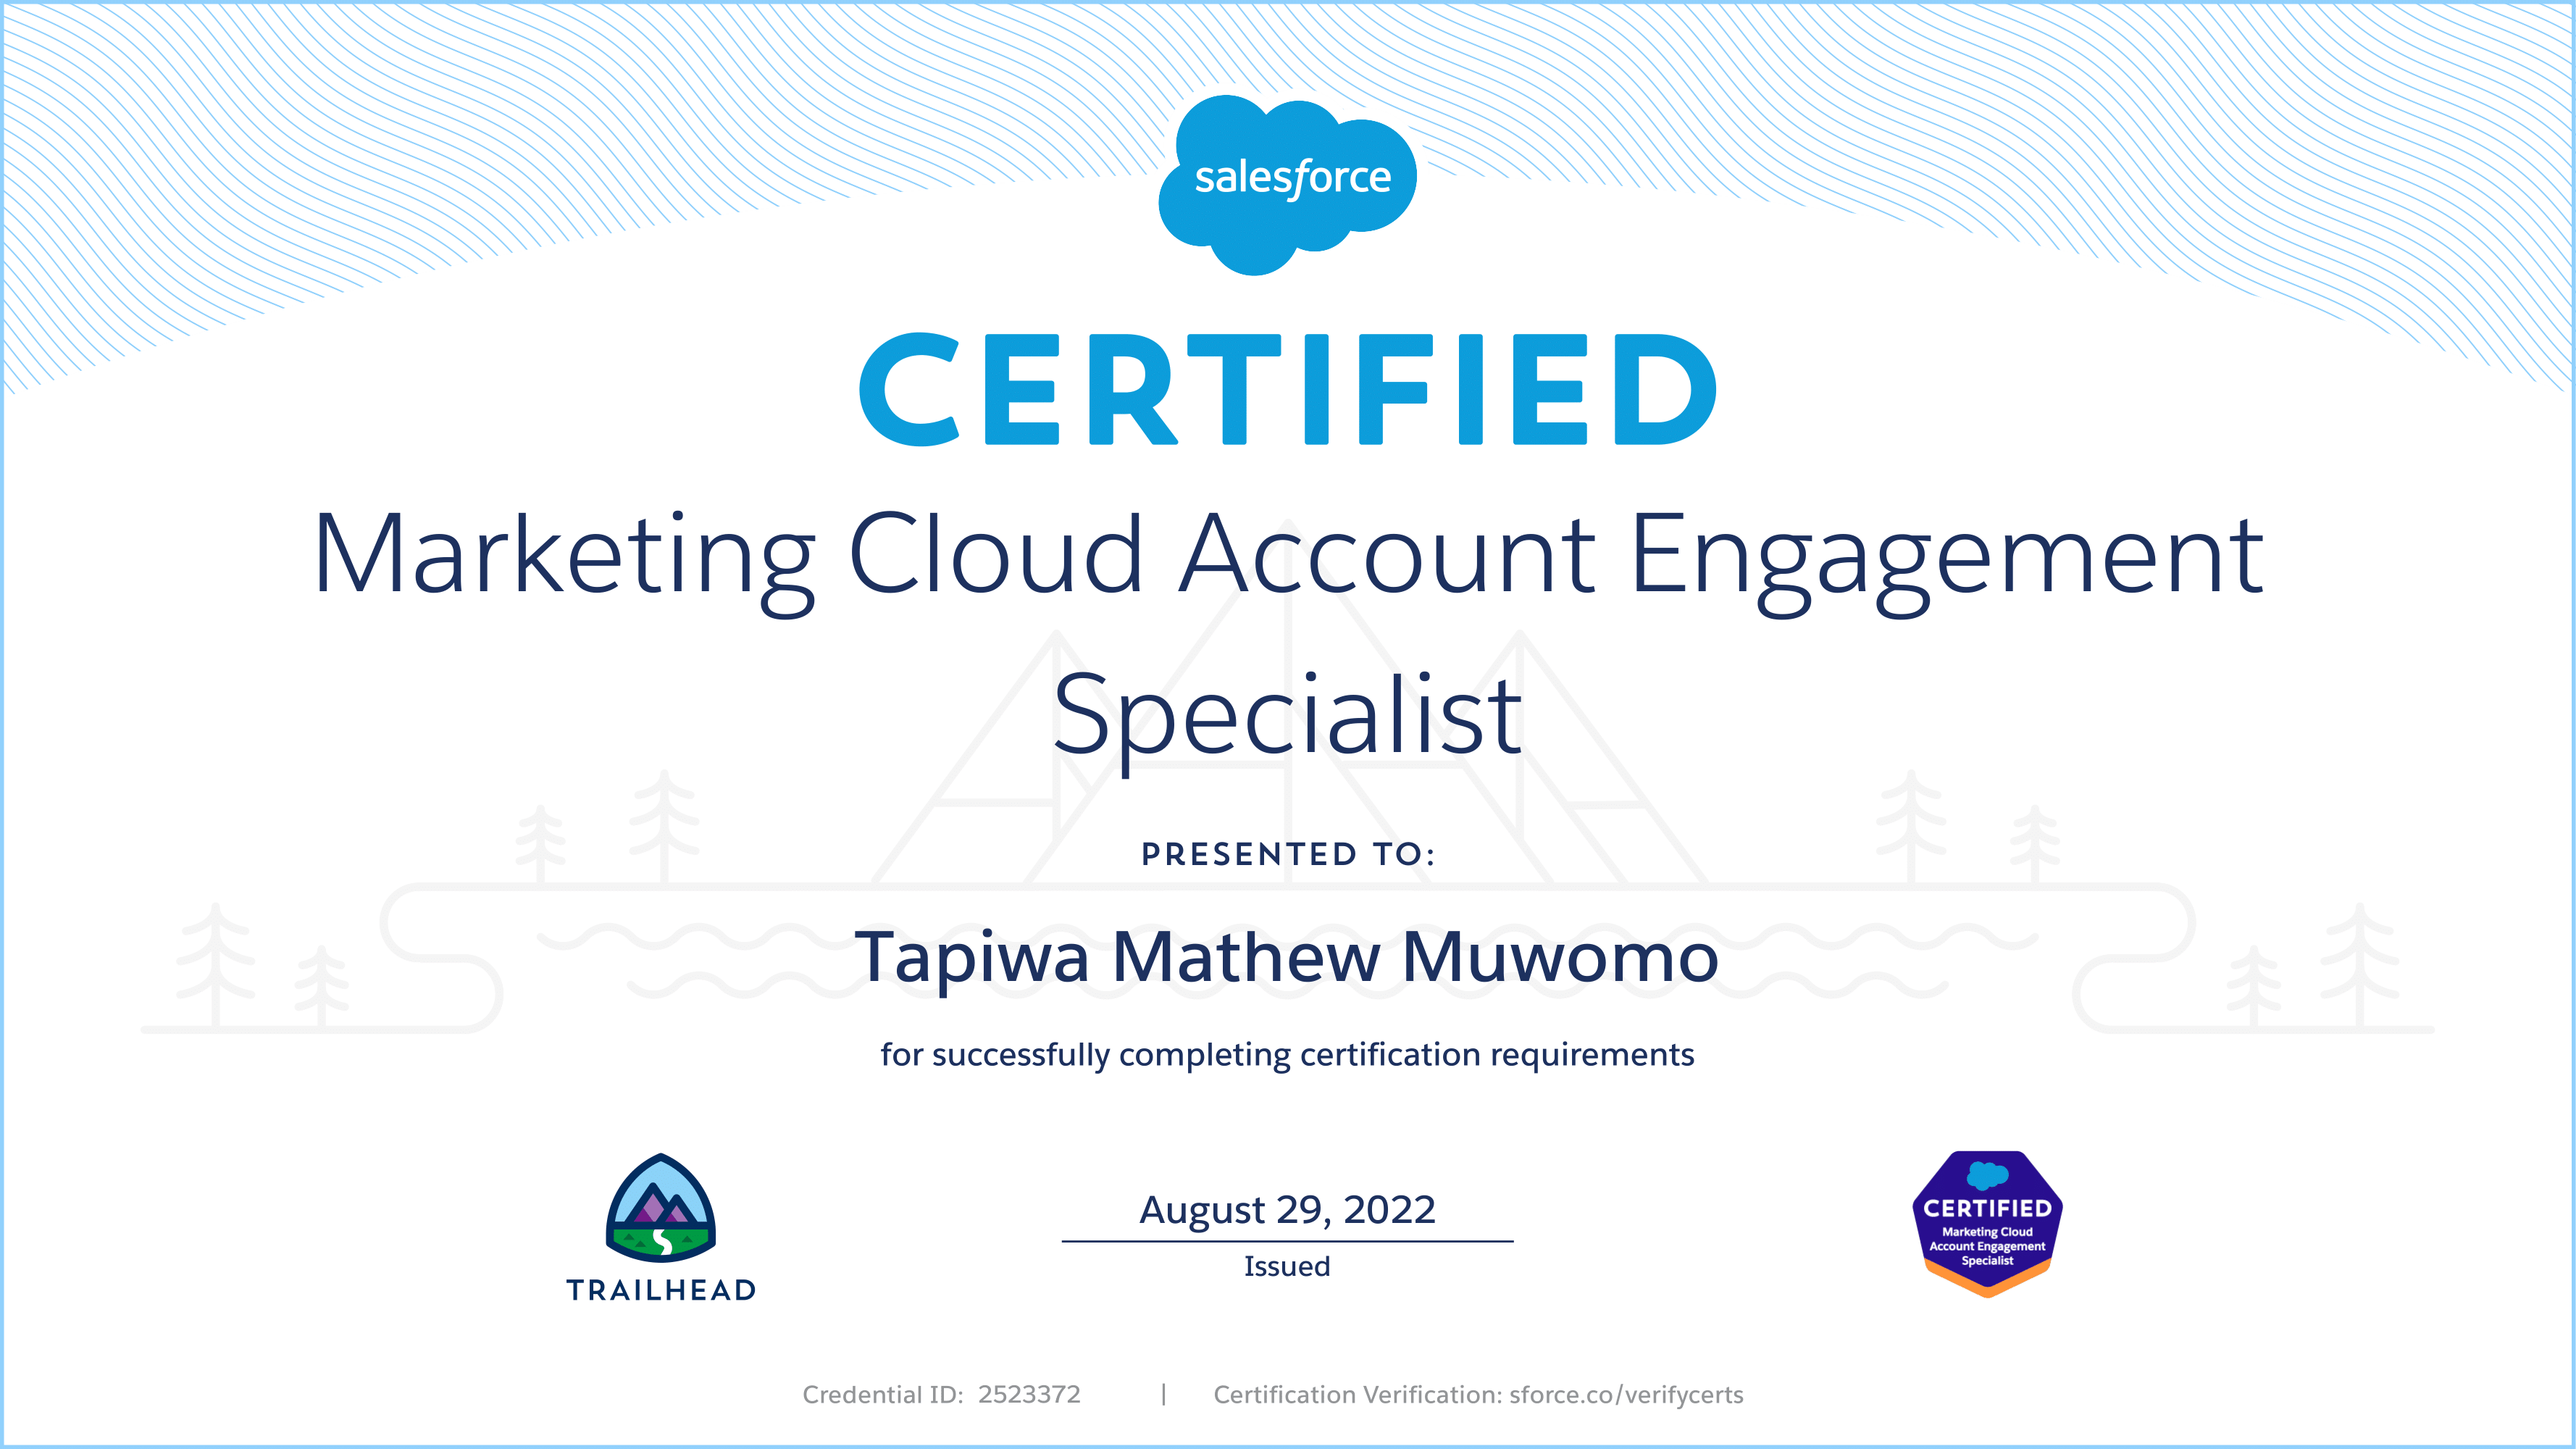 salesforce
CERTIFIED
Marketing Cloud Account Engagement
Specialist
PRESENTED TO:
Tapiwa Mathew Muwomo
for successfully completing certification requirements
TRAILHEAD
August 29, 2022
Issued
CERTIFIED
Marketing Cloud
Account Engagement
Specialist
Credential ID: 2523372 | Certification Verification: sforce.co/verifycerts